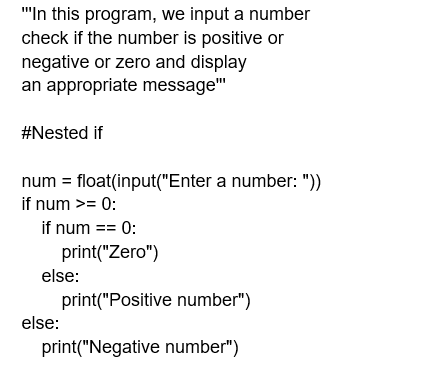 '''In this program, we input a number
check if the number is positive or
negative or zero and display
an appropriate message'''
#Nested if
num = float(input("Enter a number: "))
if num >= 0:
    if num == 0:
        print("Zero")
    else:
        print("Positive number")
else:
    print("Negative number")